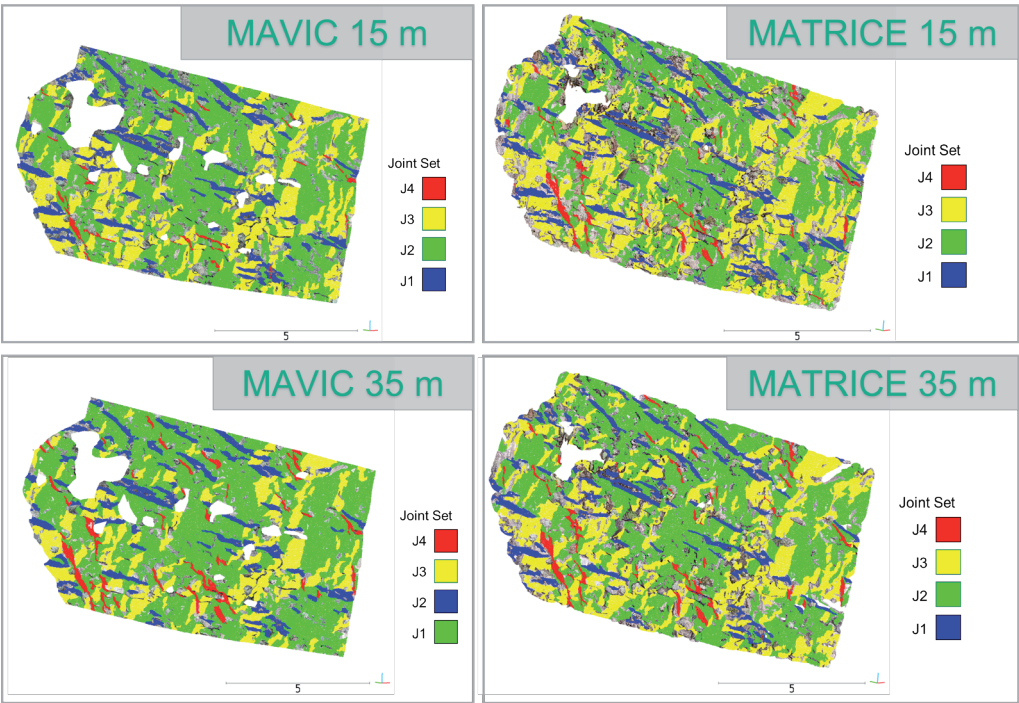 MAVIC 15 m
Joint Set
J4
J3
J2
J1
5
MATRICE 15 m
Joint Set
J4
J3
J2
J1
5
MAVIC 35 m
Joint Set
J4
J3
J2
J1
5
MATRICE 35 m
Joint Set
J4
J3
J2
J1
5